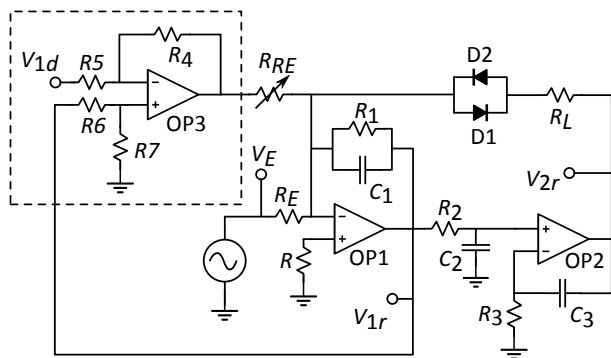 V1d
R5
R4
R6
R7
OP3
RRE
R1
C1
VE
RE
R
OP1
V1r
D2
D1
RL
V2r
R2
C2
OP2
R3
C3
−
+
−
+
+
−